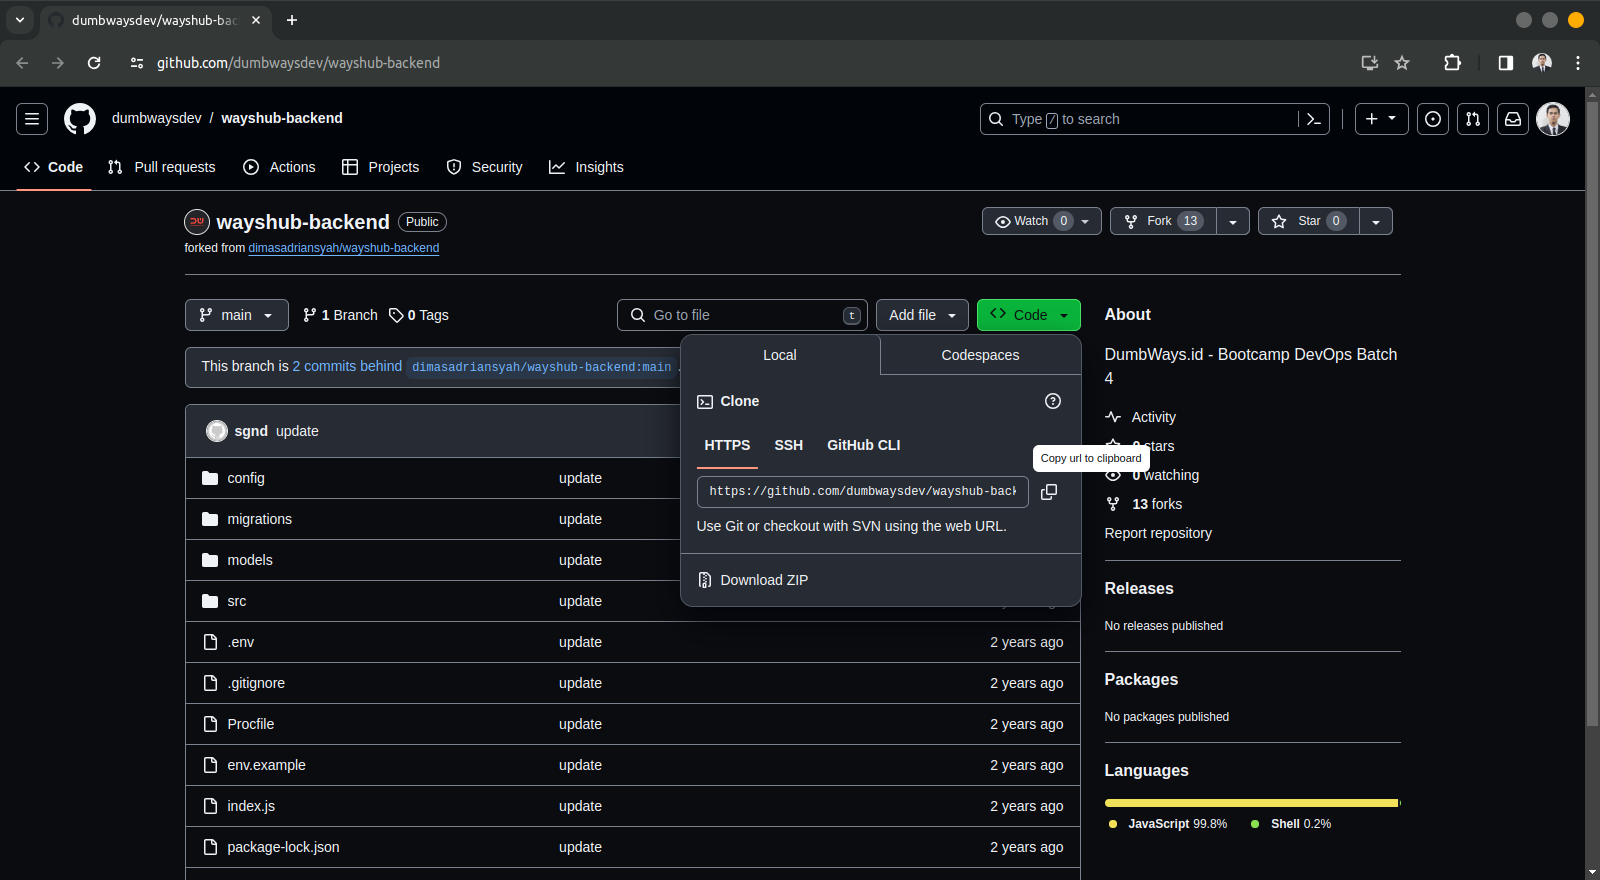 dumbwaysdev/wayshub-bac
github.com/dumbwaysdev/wayshub-backend
dumbwaysdev / wayshub-backend
Type / to search
Code
Pull requests
Actions
Projects
Security
Insights
wayshub-backend Public
Watch 0
Fork 13
Star 0
forked from dimasadriansyah/wayshub-backend
main
1 Branch
0 Tags
Go to file t
Add file
Code
This branch is 2 commits behind dimasadriansyah/wayshub-backend:main .
sgnd update
config update
migrations update
models update
src update
.env update 2 years ago
.gitignore update 2 years ago
Procfile update 2 years ago
env.example update 2 years ago
index.js update 2 years ago
package-lock.json update 2 years ago
Local
Codespaces
Clone
HTTPS
SSH
GitHub CLI
Copy url to clipboard
https://github.com/dumbwaysdev/wayshub-back
Use Git or checkout with SVN using the web URL.
Download ZIP
About
DumbWays.id - Bootcamp DevOps Batch
4
Activity
0 stars
0 watching
13 forks
Report repository
Releases
No releases published
Packages
No packages published
Languages
JavaScript 99.8%
Shell 0.2%